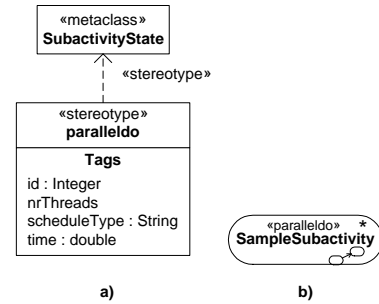 «metaclass»
SubactivityState
«stereotype»
«stereotype»
paralleldo
Tags
id : Integer
nrThreads
scheduleType : String
time : double
«paralleldo» *
SampleSubactivity
a)
b)